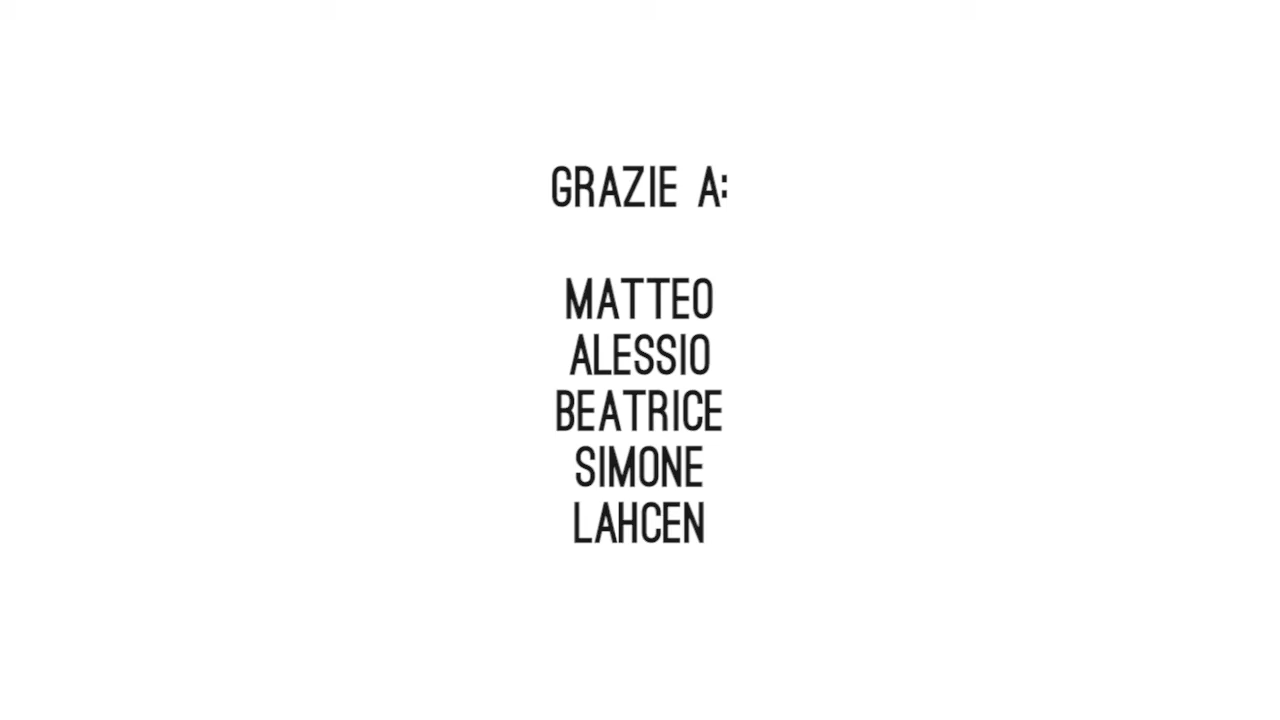 GRAZIE A:
MATTEO
ALESSIO
BEATRICE
SIMONE
LAHCEN